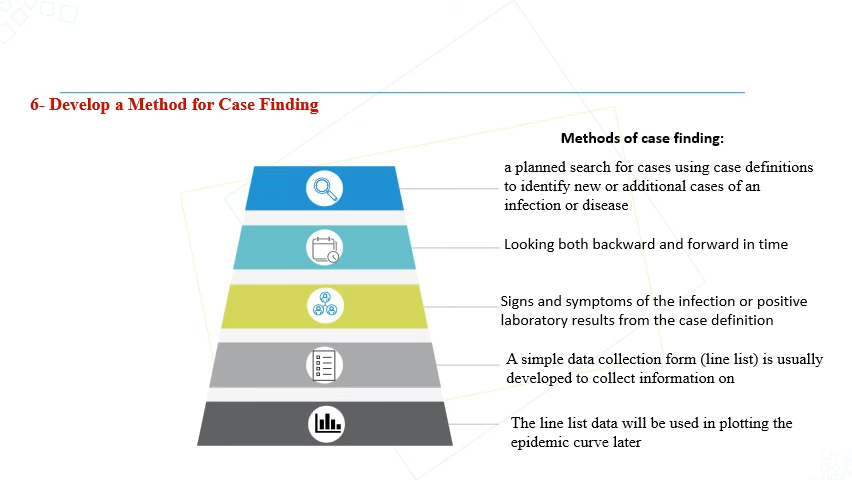 6- Develop a Method for Case Finding
Methods of case finding:
a planned search for cases using case definitions
to identify new or additional cases of an
infection or disease
Looking both backward and forward in time
Signs and symptoms of the infection or positive
laboratory results from the case definition
A simple data collection form (line list) is usually
developed to collect information on
The line list data will be used in plotting the
epidemic curve later